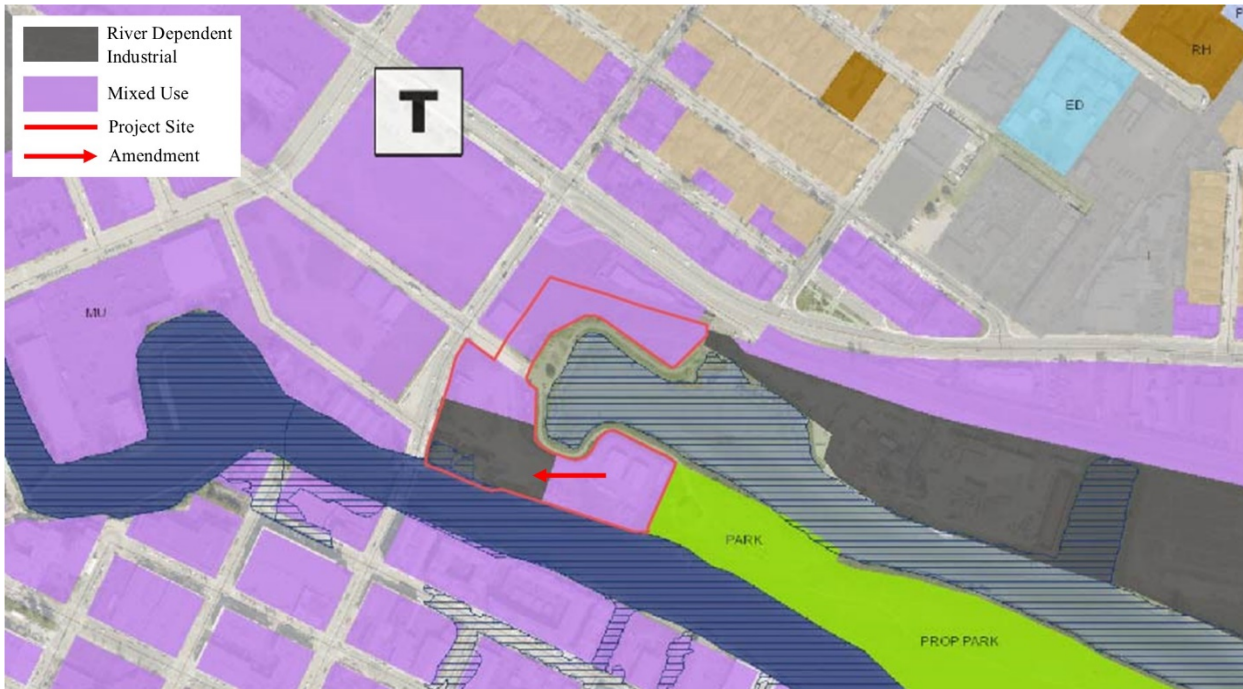 River Dependent
Industrial
Mixed Use
Project Site
Amendment
T
RH
ED
I
MU
PARK
PROP PARK